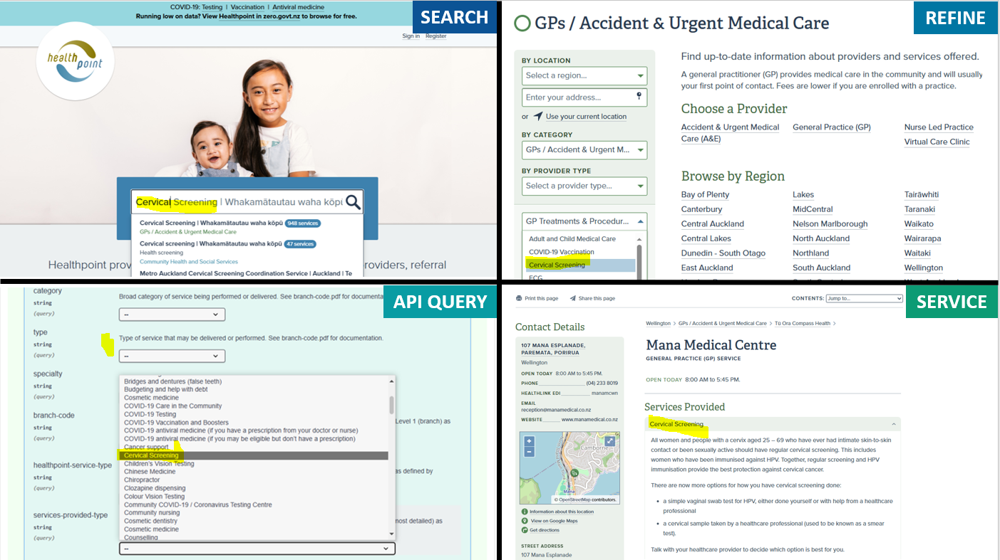 COVID-19: Testing | Vaccination | Antiviral medicine
Running low on data? View Healthpoint in zero.govt.nz to browse for free.
SEARCH
Sign in Register
health point
Cervical Screening | Whakamātautau waha kōpu
Cervical Screening | Whakamātautau waha kōpū 948 services
GPs / Accident & Urgent Medical Care
Cervical screening | Whakamātautau waha kōpū 47 services
Health screening
Community Health and Social Services
Metro Auckland Cervical Screening Coordination Service | Auckland | Te
Healthpoint prov
roviders, referral
REFINE
GPs / Accident & Urgent Medical Care
BY LOCATION
Select a region...
Enter your address...
or Use your current location
BY CATEGORY
GPs / Accident & Urgent M...
BY PROVIDER TYPE
Select a provider type...
GP Treatments & Procedur...
Adult and Child Medical Care
COVID-19 Vaccination
Cervical Screening
ECG
Find up-to-date information about providers and services offered.
A general practitioner (GP) provides medical care in the community and will usually
your first point of contact. Fees are lower if you are enrolled with a practice.
Choose a Provider
Accident & Urgent Medical Care (A&E) General Practice (GP) Nurse Led Practice
Virtual Care Clinic
Browse by Region
Bay of Plenty Lakes Tairāwhiti
Canterbury MidCentral Taranaki
Central Auckland Nelson Marlborough Waikato
Central Lakes North Auckland Wairarapa
Dunedin - South Otago Northland Waitaki
East Auckland South Auckland Wellington
API QUERY
category
string
(query)
Broad category of service being performed or delivered. See branch-code.pdf for documenta
--
type
string
(query)
Type of service that may be delivered or performed. See branch-code.pdf for documentation.
--
specialty
string
(query)
branch-code
string
(query)
Level 1 (branch) as
healthpoint-service-type
string
(query)
as defined by
services-provided-type
string
(query)
most detailed) as
Bridges and dentures (false teeth)
Budgeting and help with debt
Cosmetic medicine
COVID-19 Care in the Community
COVID-19 Testing
COVID-19 Vaccination and Boosters
COVID-19 antiviral medicine (if you have a prescription from your doctor or nurse)
COVID-19 antiviral medicine (if you may be eligible but don't have a prescription)
Cancer support
Cervical Screening
Children's Vision Testing
Chinese Medicine
Chiropractor
Clozapine dispensing
Colour Vision Testing
Community COVID-19 / Coronavirus Testing Centre
Community nursing
Cosmetic dentistry
Cosmetic medicine
Counselling
--
SERVICE
Print this page Share this page
CONTENTS: Jump to...
Contact Details
107 MANA ESPLANADE,
PAREMATA, PORIRUA
Wellington
OPEN TODAY 8:00 AM to 5:45 PM.
PHONE (04) 233 8019
HEALTHLINK EDI manamcwn
EMAIL
reception@manamedical.co.nz
WEBSITE www.manamedical.co.nz
Camborne
Mana
© OpenStreetMap contributors.
Information about this location
View on Google Maps
Get directions
STREET ADDRESS
107 Mana Esplanade
Wellington > GPs / Accident & Urgent Medical Care > Tū Ora Compass Health >
Mana Medical Centre
GENERAL PRACTICE (GP) SERVICE
OPEN TODAY 8:00 AM to 5:45 PM.
Services Provided
Cervical Screening
All women and people with a cervix aged 25 – 69 who have ever had intimate skin-to-skin
contact or been sexually active should have regular cervical screening. This includes
women who have been immunised against HPV. Together, regular screening and HPV
immunisation provide the best protection against cervical cancer.
There are now more options for how you have cervical screening done:
• a simple vaginal swab test for HPV, either done yourself or with help from a healthcare
professional
• a cervical sample taken by a healthcare professional (used to be known as a smear
test).
Talk with your healthcare provider to decide which option is best for you.